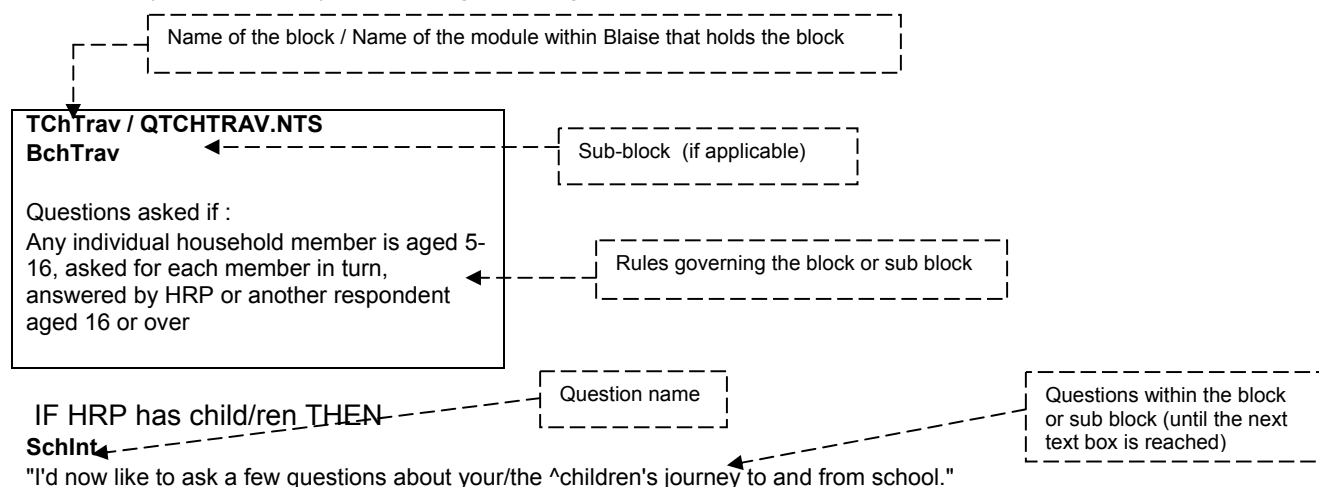 Name of the block / Name of the module within Blaise that holds the block
TChTrav / QTCHTRAV.NTS
BchTrav
Sub-block (if applicable)
Questions asked if :
Any individual household member is aged 5-
16, asked for each member in turn,
answered by HRP or another respondent
aged 16 or over
Rules governing the block or sub block
Question name
Questions within the block
or sub block (until the next
text box is reached)
IF HRP has child/ren THEN
SchInt
"I'd now like to ask a few questions about your/the ^children's journey to and from school."